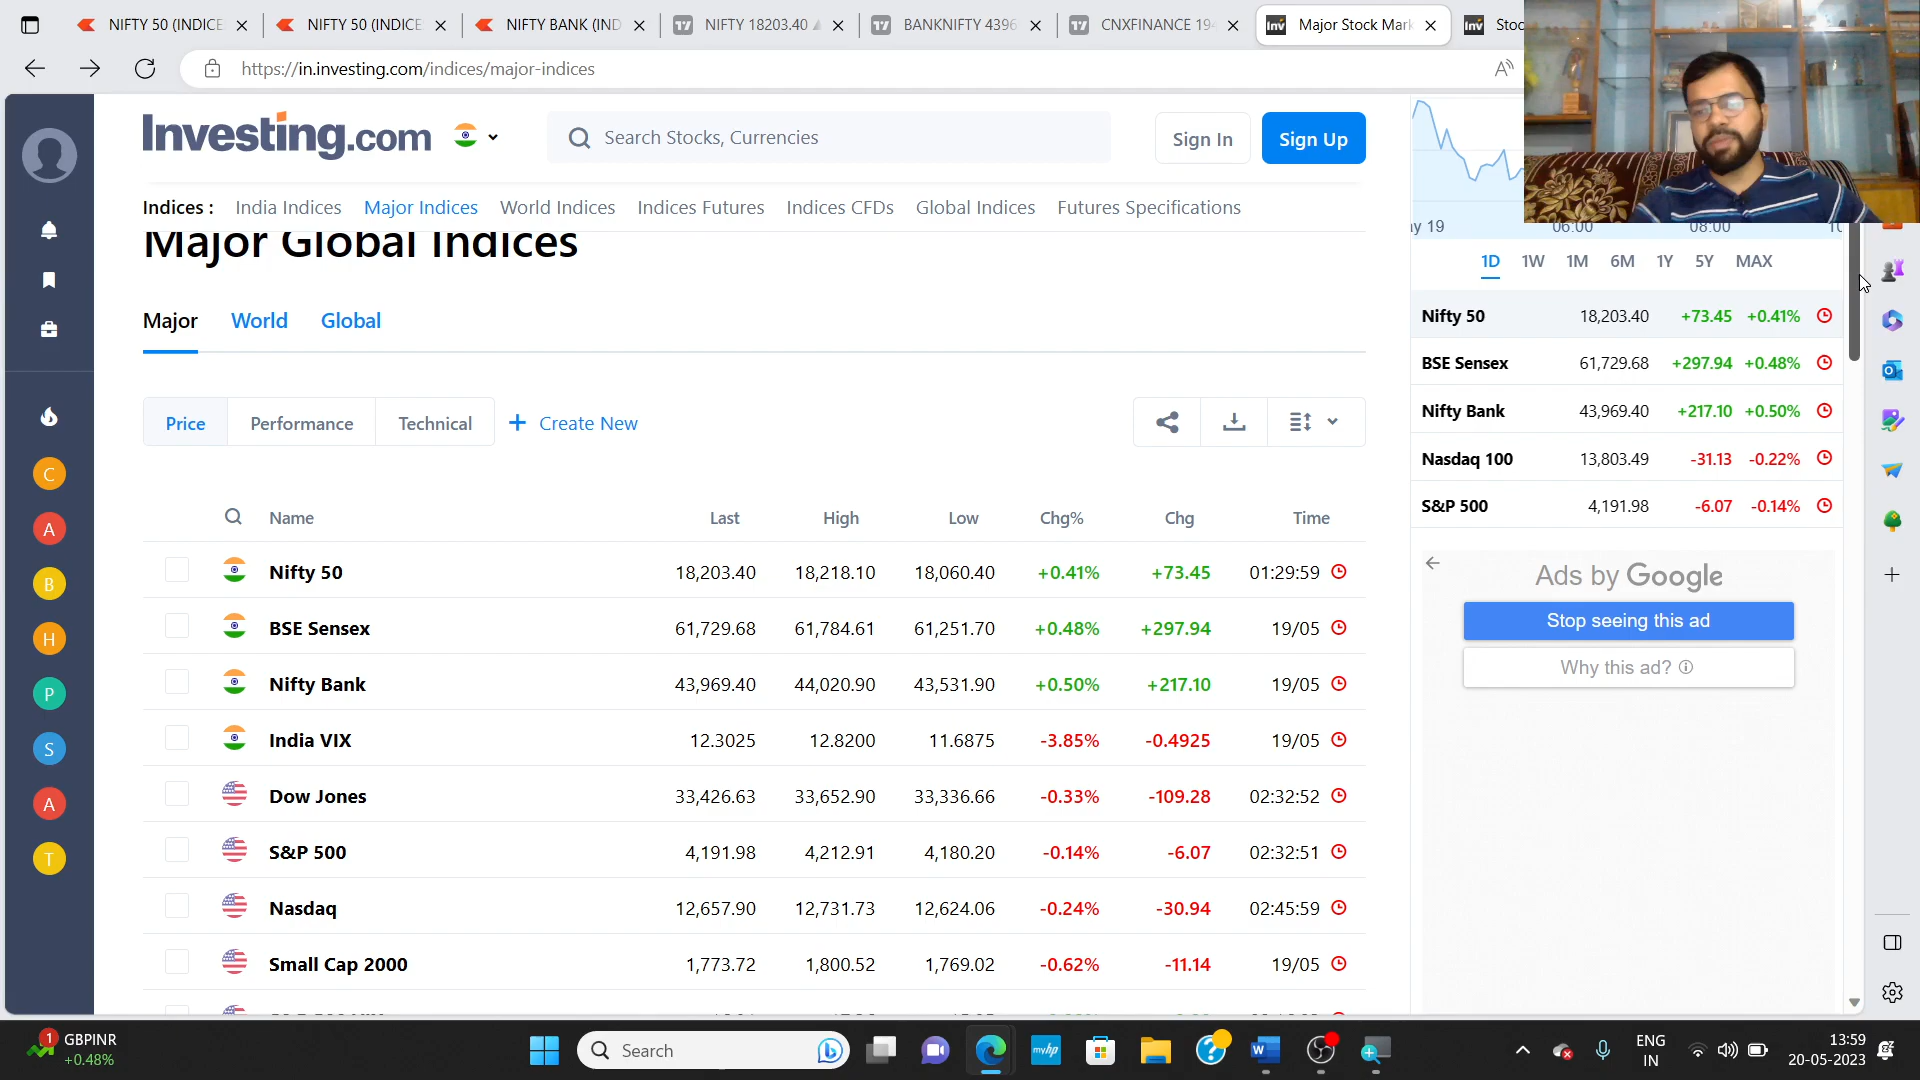 NIFTY 50 (INDICE NIFTY 50 (INDICE NIFTY BANK (IND NIFTY 18203.40 BANKNIFTY 4396 CNXFINANCE 19 Major Stock Mark Stoc
https://in.investing.com/indices/major-indices
Investing.com Search Stocks, Currencies Sign In Sign Up
Indices : India Indices Major Indices World Indices Indices Futures Indices CFDs Global Indices Futures Specifications
Major Global Indices
Major World Global
Price Performance Technical + Create New
Name Last High Low Chg% Chg Time
Nifty 50 18,203.40 18,218.10 18,060.40 +0.41% +73.45 01:29:59
BSE Sensex 61,729.68 61,784.61 61,251.70 +0.48% +297.94 19/05
Nifty Bank 43,969.40 44,020.90 43,531.90 +0.50% +217.10 19/05
India VIX 12.3025 12.8200 11.6875 -3.85% -0.4925 19/05
Dow Jones 33,426.63 33,652.90 33,336.66 -0.33% -109.28 02:32:52
S&P 500 4,191.98 4,212.91 4,180.20 -0.14% -6.07 02:32:51
Nasdaq 12,657.90 12,731.73 12,624.06 -0.24% -30.94 02:45:59
Small Cap 2000 1,773.72 1,800.52 1,769.02 -0.62% -11.14 19/05
ay 19 06:00 08:00 10
1D 1W 1M 6M 1Y 5Y MAX
Nifty 50 18,203.40 +73.45 +0.41%
BSE Sensex 61,729.68 +297.94 +0.48%
Nifty Bank 43,969.40 +217.10 +0.50%
Nasdaq 100 13,803.49 -31.13 -0.22%
S&P 500 4,191.98 -6.07 -0.14%
Ads by Google
Stop seeing this ad
Why this ad?
C
A
B
H
P
S
A
T
1 GBPINR
+0.48%
Search
myhp
ENG
IN
13:59
20-05-2023